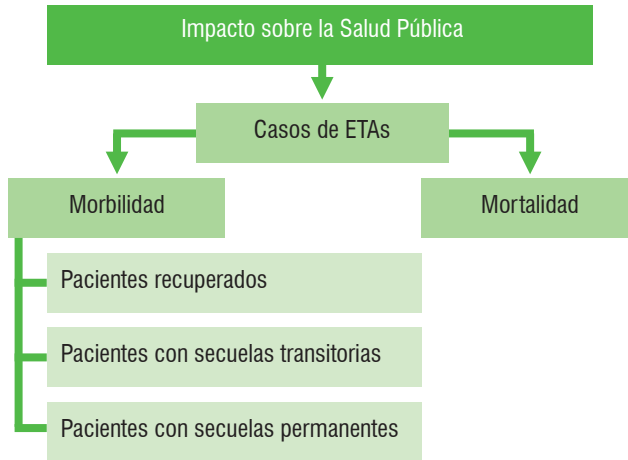 Impacto sobre la Salud Pública
Casos de ETAs
Morbilidad
Mortalidad
Pacientes recuperados
Pacientes con secuelas transitorias
Pacientes con secuelas permanentes